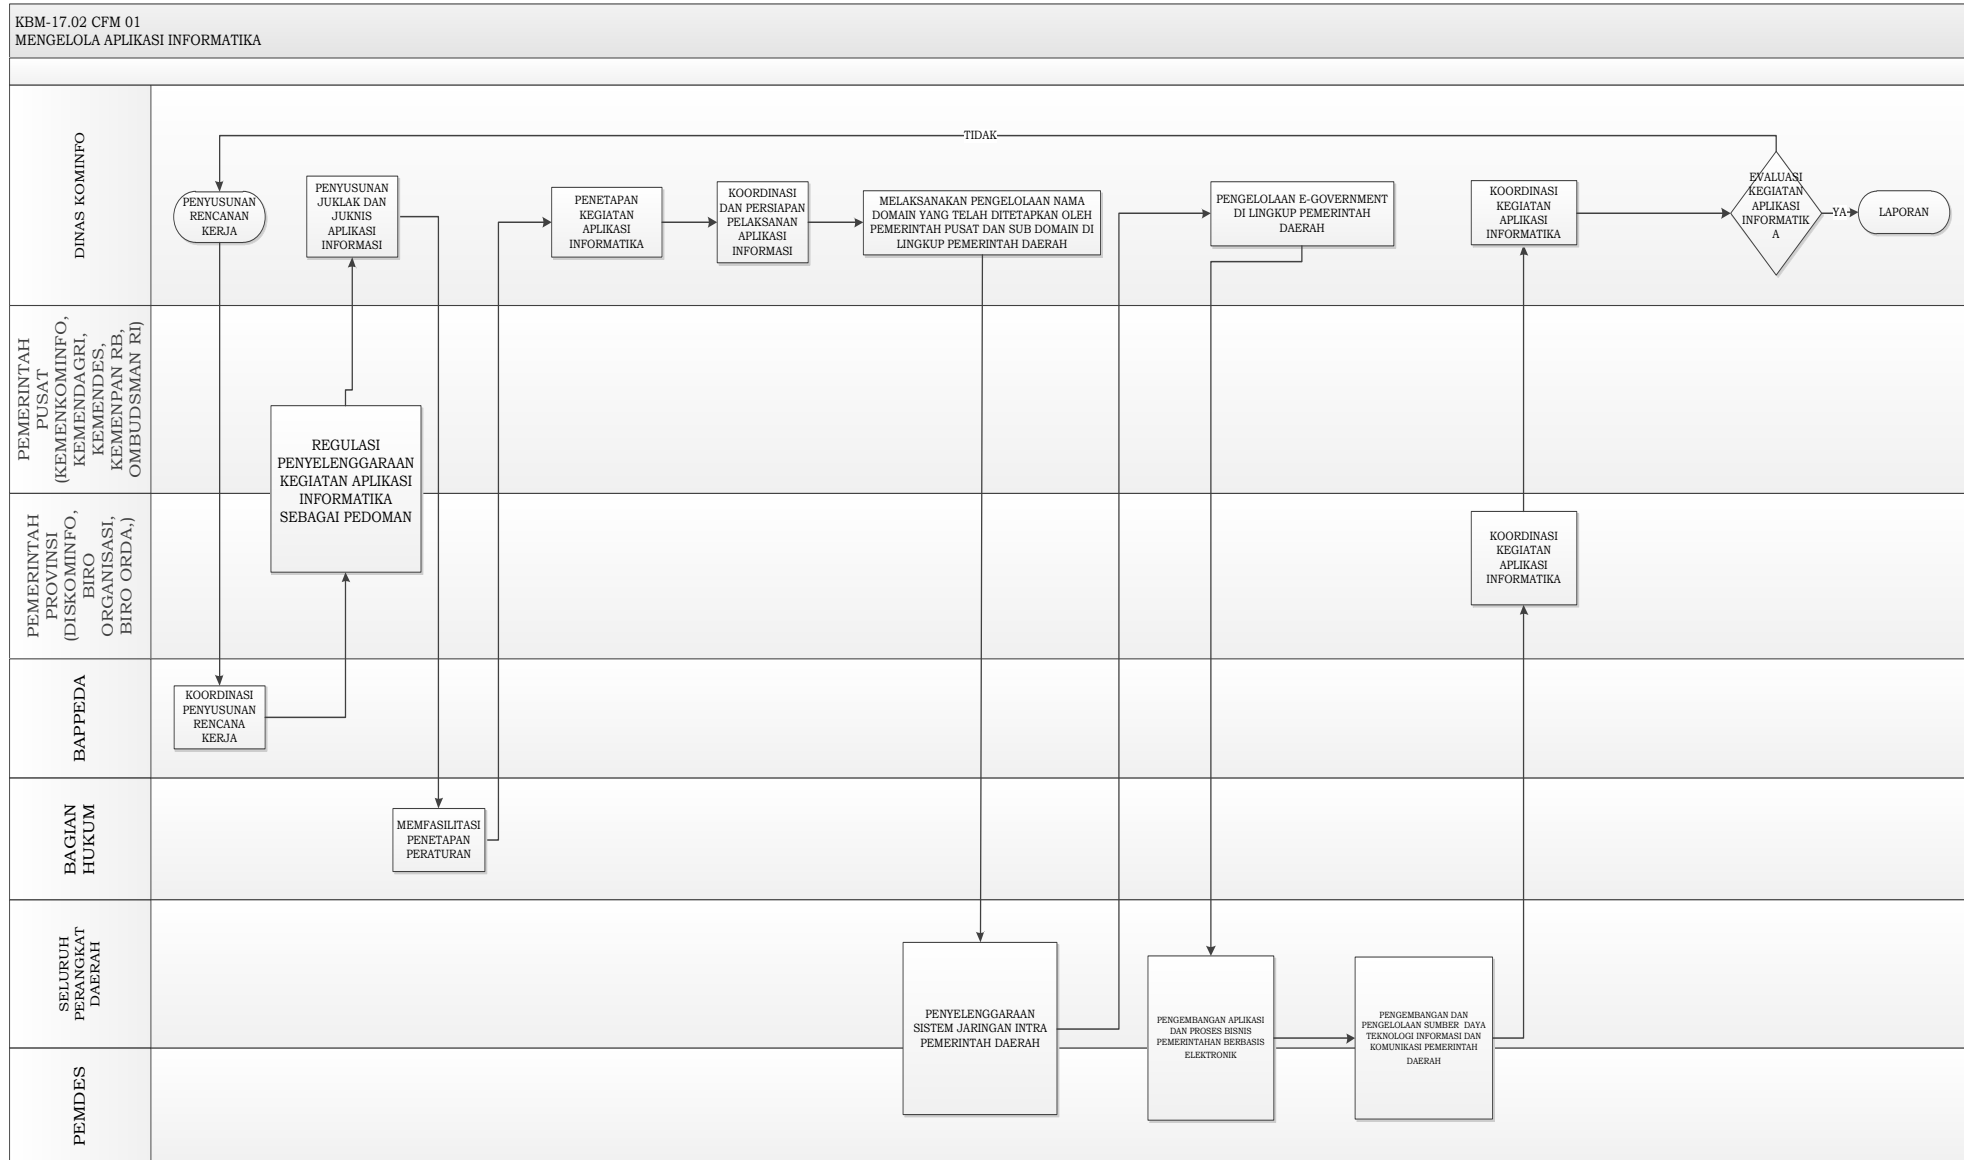 KBM-17.02 CFM 01
MENGELOLA APLIKASI INFORMATIKA
DINAS KOMINFO
TIDAK
PENYUSUNAN
RENCANAN
KERJA
PENYUSUNAN
JUKLAK DAN
JUKNIS
APLIKASI
INFORMASI
PENETAPAN
KEGIATAN
APLIKASI
INFORMATIKA
KOORDINASI
DAN PERSIAPAN
PELAKSANAN
APLIKASI
INFORMASI
MELAKSANAKAN PENGELOLAAN NAMA
DOMAIN YANG TELAH DITETAPKAN OLEH
PEMERINTAH PUSAT DAN SUB DOMAIN DI
LINGKUP PEMERINTAH DAERAH
PENGELOLAAN E-GOVERNMENT
DI LINGKUP PEMERINTAH
DAERAH
KOORDINASI
KEGIATAN
APLIKASI
INFORMATIKA
EVALUASI
KEGIATAN
APLIKASI
INFORMATIK
A
YA
LAPORAN
PEMERINTAH
PUSAT
(KEMENKOMINFO,
KEMENDAGRI,
KEMENDES,
KEMENPAN RB,
OMBUDSMAN RI)
REGULASI
PENYELENGGARAAN
KEGIATAN APLIKASI
INFORMATIKA
SEBAGAI PEDOMAN
PEMERINTAH
PROVINSI
(DISKOMINFO,
BIRO
ORGANISASI,
BIRO ORDA,)
KOORDINASI
KEGIATAN
APLIKASI
INFORMATIKA
BAPPEDA
KOORDINASI
PENYUSUNAN
RENCANA
KERJA
BAGIAN
HUKUM
MEMFASILITASI
PENETAPAN
PERATURAN
SELURUH
PERANGKAT
DAERAH
PENYELENGGARAAN
SISTEM JARINGAN INTRA
PEMERINTAH DAERAH
PENGEMBANGAN APLIKASI
DAN PROSES BISNIS
PEMERINTAHAN BERBASIS
ELEKTRONIK
PENGEMBANGAN DAN
PENGELOLAAN SUMBER DAYA
TEKNOLOGI INFORMASI DAN
KOMUNIKASI PEMERINTAH
DAERAH
PEMDES